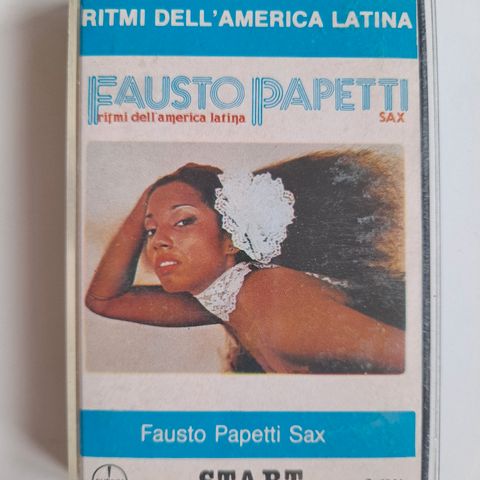 RITMI DELL'AMERICA LATINA
FAUSTO PAPETTI
ritmi dell'america latina
SAX
Fausto Papetti Sax
START